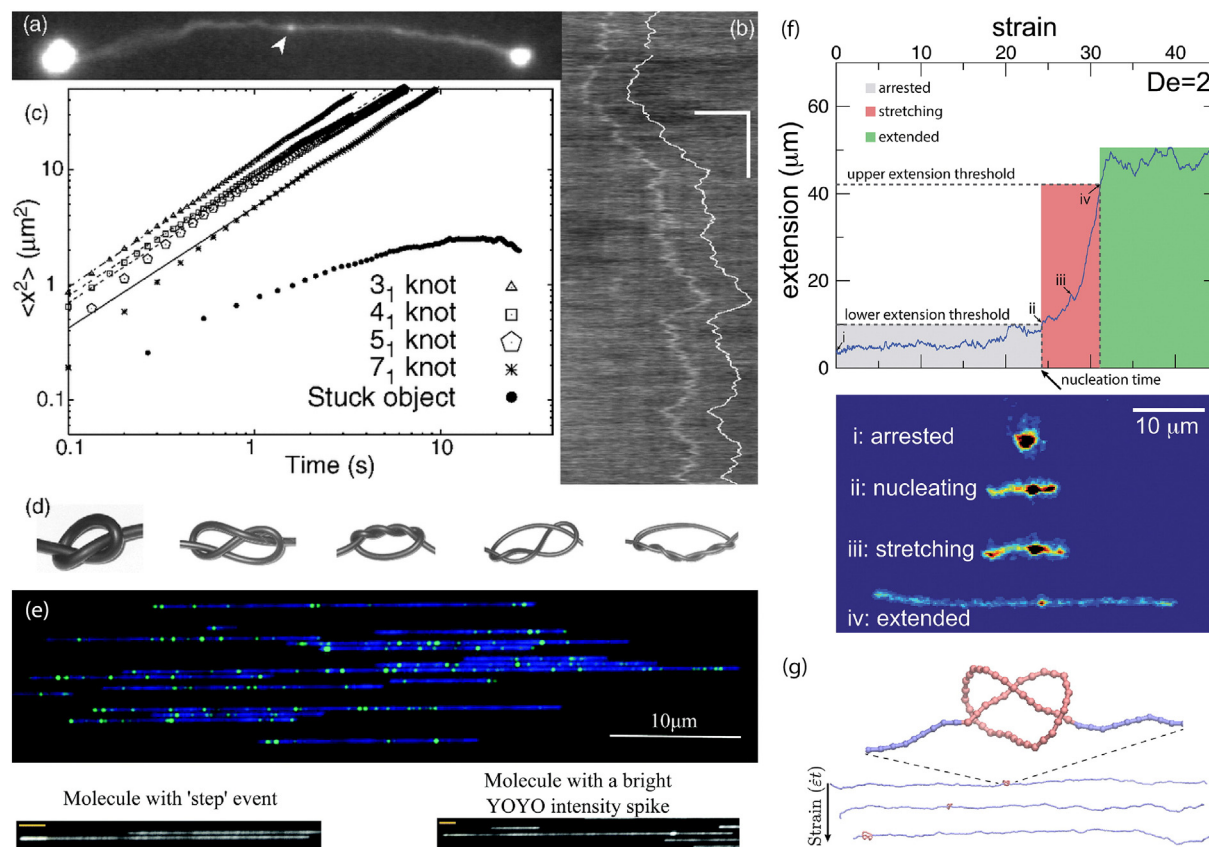 (a)
(b)
(c)
<x²> (μm²)
10
1
0.1
0.1
1
10
Time (s)
3₁ knot
4₁ knot
5₁ knot
7₁ knot
Stuck object
(d)
(e)
10μm
Molecule with 'step' event
Molecule with a bright
YOYO intensity spike
(f)
strain
0 10 20 30 40
De=2
arrested
stretching
extended
extension (μm)
60
40
20
0
upper extension threshold
lower extension threshold
i
ii
iii
iv
nucleation time
10 μm
i: arrested
ii: nucleating
iii: stretching
iv: extended
(g)
Strain (ε̇t)